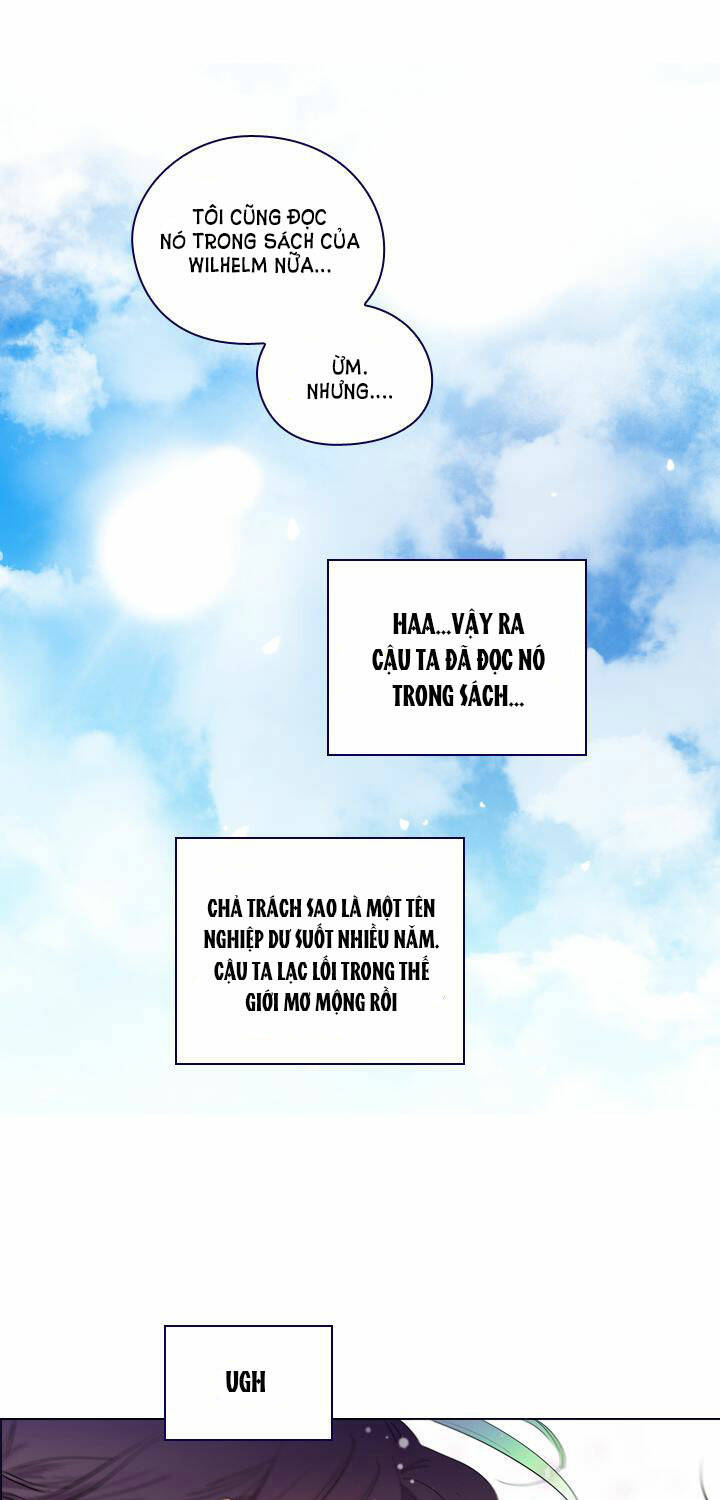 TÔI CŨNG ĐỌC
NÓ TRONG SÁCH CỦA
WILHELM NỮA...
ỪM.
NHƯNG....
HAA...VẬY RA
CẬU TA ĐÃ ĐỌC NÓ
TRONG SÁCH...
CHẢ TRÁCH SAO LÀ MỘT TÊN
NGHIỆP DƯ SUỐT NHIỀU NĂM.
CẬU TA LẠC LỐI TRONG THẾ
GIỚI MƠ MỘNG RỒI
UGH